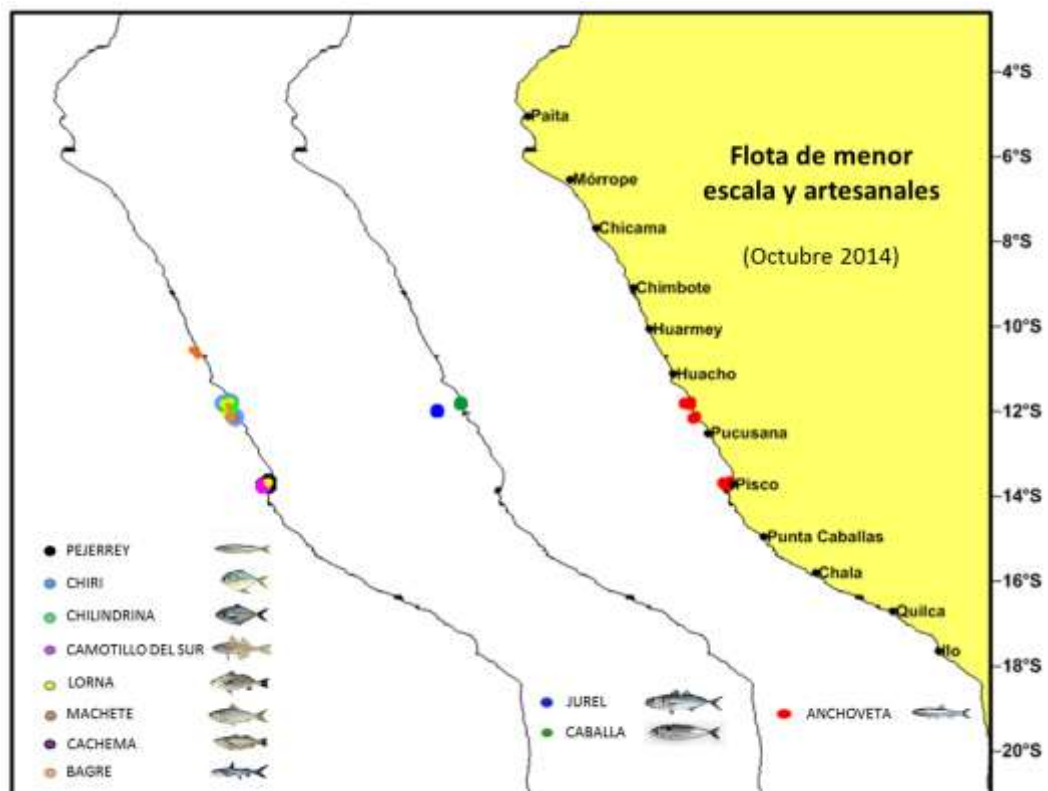 4°S
Paita
Flota de menor
escala y artesanales
6°S
Mórrope
Chicama
(Octubre 2014)
8°S
Chimbote
Huarmey
10°S
Huacho
12°S
Pucusana
Pisco
14°S
Punta Caballas
Chala
16°S
Quilca
Ilo
18°S
20°S
PEJERREY
CHIRI
CHILINDRINA
CAMOTILLO DEL SUR
LORNA
MACHETE
CACHEMA
BAGRE
JUREL
CABALLA
ANCHOVETA